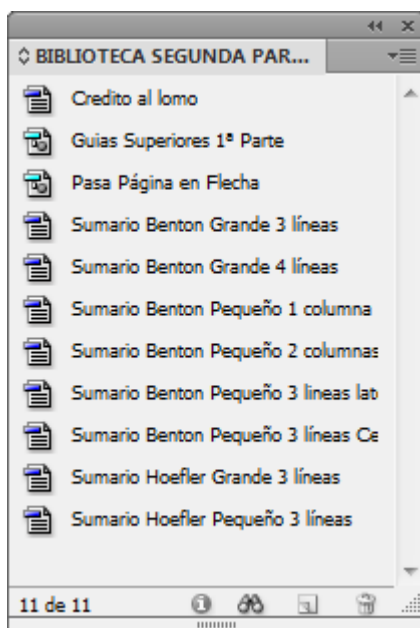 BIBLIOTECA SEGUNDA PAR...
Credito al lomo
Guias Superiores 1ª Parte
Pasa Página en Flecha
Sumario Benton Grande 3 líneas
Sumario Benton Grande 4 líneas
Sumario Benton Pequeño 1 columna
Sumario Benton Pequeño 2 columnas
Sumario Benton Pequeño 3 lineas lat
Sumario Benton Pequeño 3 líneas Ce
Sumario Hoefler Grande 3 líneas
Sumario Hoefler Pequeño 3 líneas
11 de 11